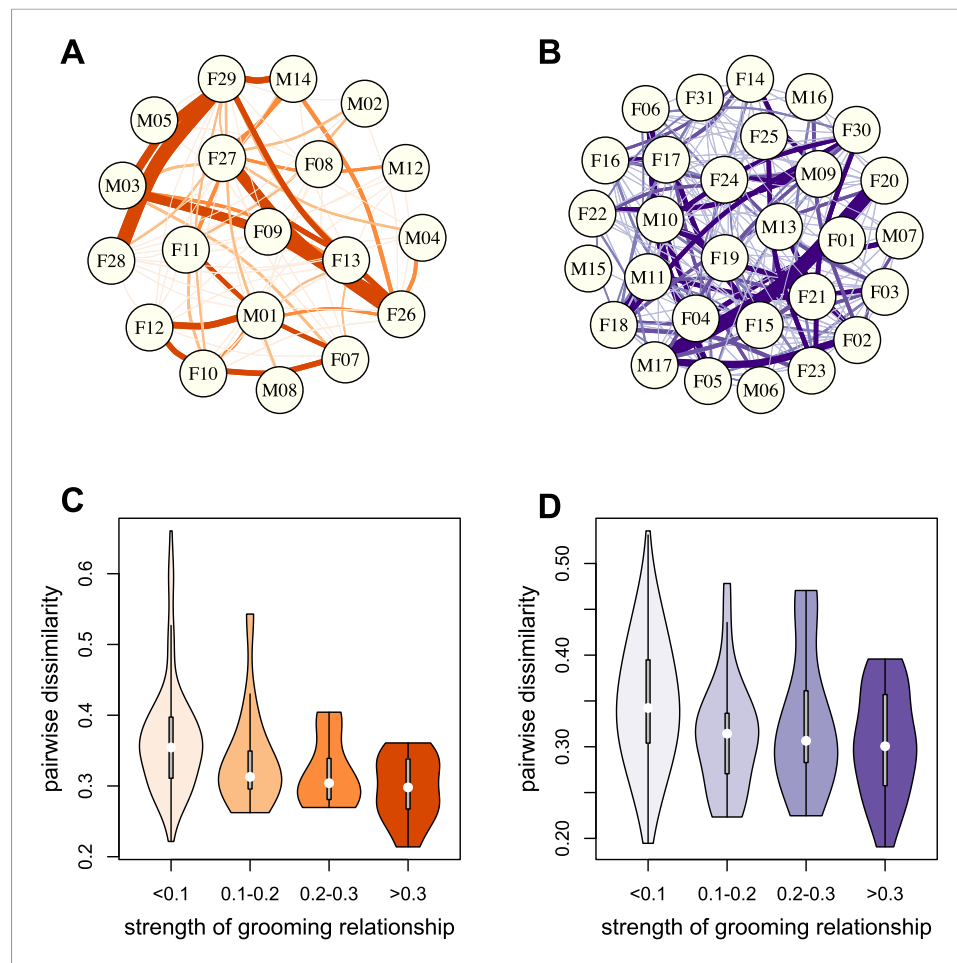 A
F29
M14
M02
M05
F27
F08
M12
M03
F09
M04
F11
F28
F13
M01
F26
F12
F07
F10
M08
B
F14
F31
M16
F06
F25
F30
F16
F17
F24
M09
F20
F22
M10
M13
F01
M07
F19
M15
M11
F21
F03
F18
F04
F15
F02
M17
F23
F05
M06
C
pairwise dissimilarity
0.6
0.5
0.4
0.3
0.2
<0.1
0.1-0.2
0.2-0.3
>0.3
strength of grooming relationship
D
pairwise dissimilarity
0.50
0.40
0.30
0.20
<0.1
0.1-0.2
0.2-0.3
>0.3
strength of grooming relationship